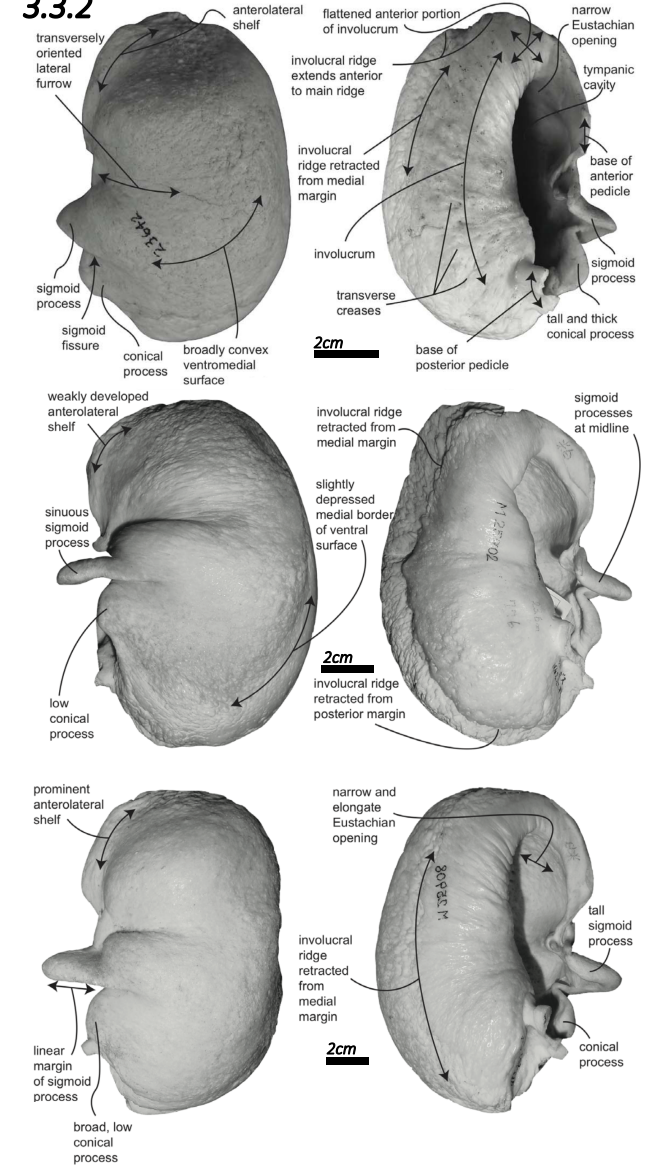 3.3.2
anterolateral
shelf
transversely
oriented
lateral
furrow
23642
sigmoid
process
sigmoid
fissure
conical
process
broadly convex
ventromedial
surface
flattened anterior portion
of involucrum
narrow
Eustachian
opening
involucral ridge
extends anterior
to main ridge
tympanic
cavity
involucral
ridge retracted
from medial
margin
base of
anterior
pedicle
involucrum
sigmoid
process
transverse
creases
tall and thick
conical process
2cm
base of
posterior pedicle
weakly developed
anterolateral
shelf
sinuous
sigmoid
process
slightly
depressed
medial border
of ventral
surface
low
conical
process
involucral ridge
retracted from
medial margin
sigmoid
processes
at midline
2cm
involucral ridge
retracted from
posterior margin
prominent
anterolateral
shelf
linear
margin
of sigmoid
process
broad, low
conical
process
narrow and
elongate
Eustachian
opening
M 25908
tall
sigmoid
process
involucral
ridge
retracted
from
medial
margin
2cm
conical
process